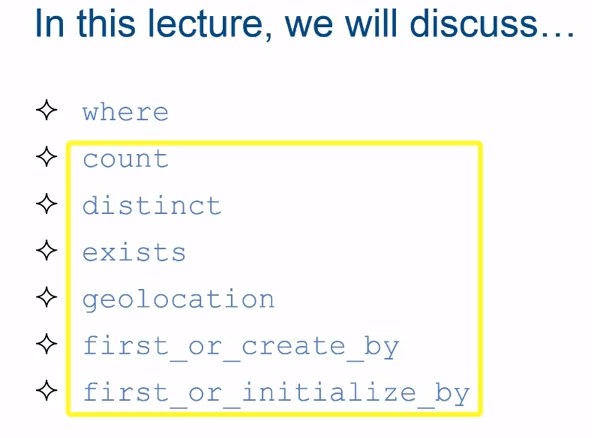 In this lecture, we will discuss…
where
count
distinct
exists
geolocation
first_or_create_by
first_or_initialize_by